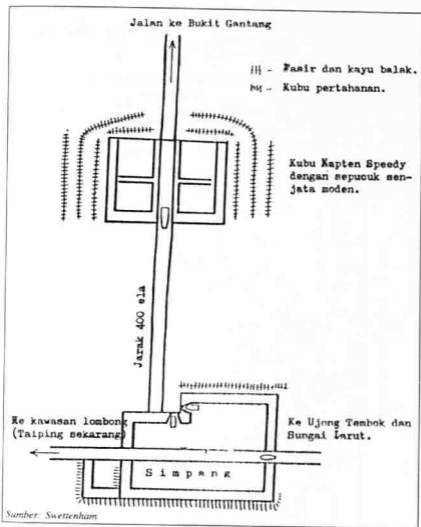 Jalan ke Bukit Gantang
- Pasir dan kayu balak.
- Kubu pertahanan.
Kubu Kapten Speedy
dengan sepucuk sen-
jata moden.
Jarak 400 ela
Ke kawasan lombong
(Taiping sekarang)
Ke Ujong Tembok dan
Sungai Larut.
Simpang
Sumber: Swettenham